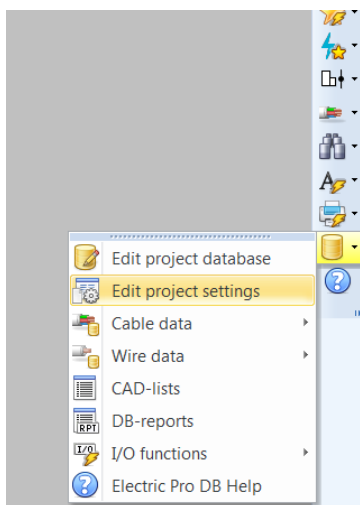 Edit project database
Edit project settings
Cable data
Wire data
CAD-lists
RPT DB-reports
I/O I/O functions
Electric Pro DB Help